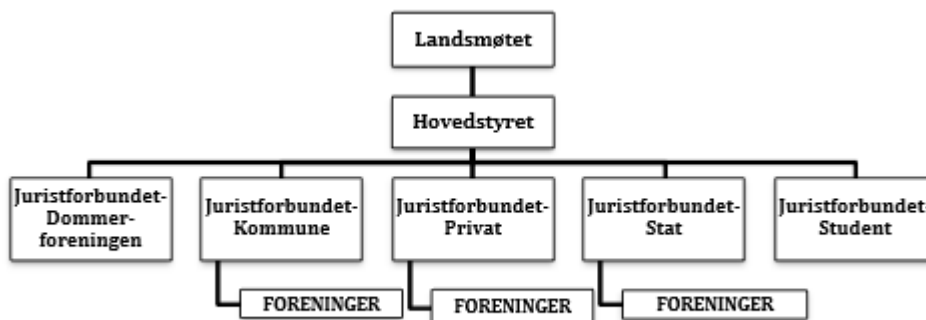 Landsmøtet
Hovedstyret
Juristforbundet-
Dommer-
foreningen
Juristforbundet-
Kommune
Juristforbundet-
Privat
Juristforbundet-
Stat
Juristforbundet-
Student
FORENINGER
FORENINGER
FORENINGER